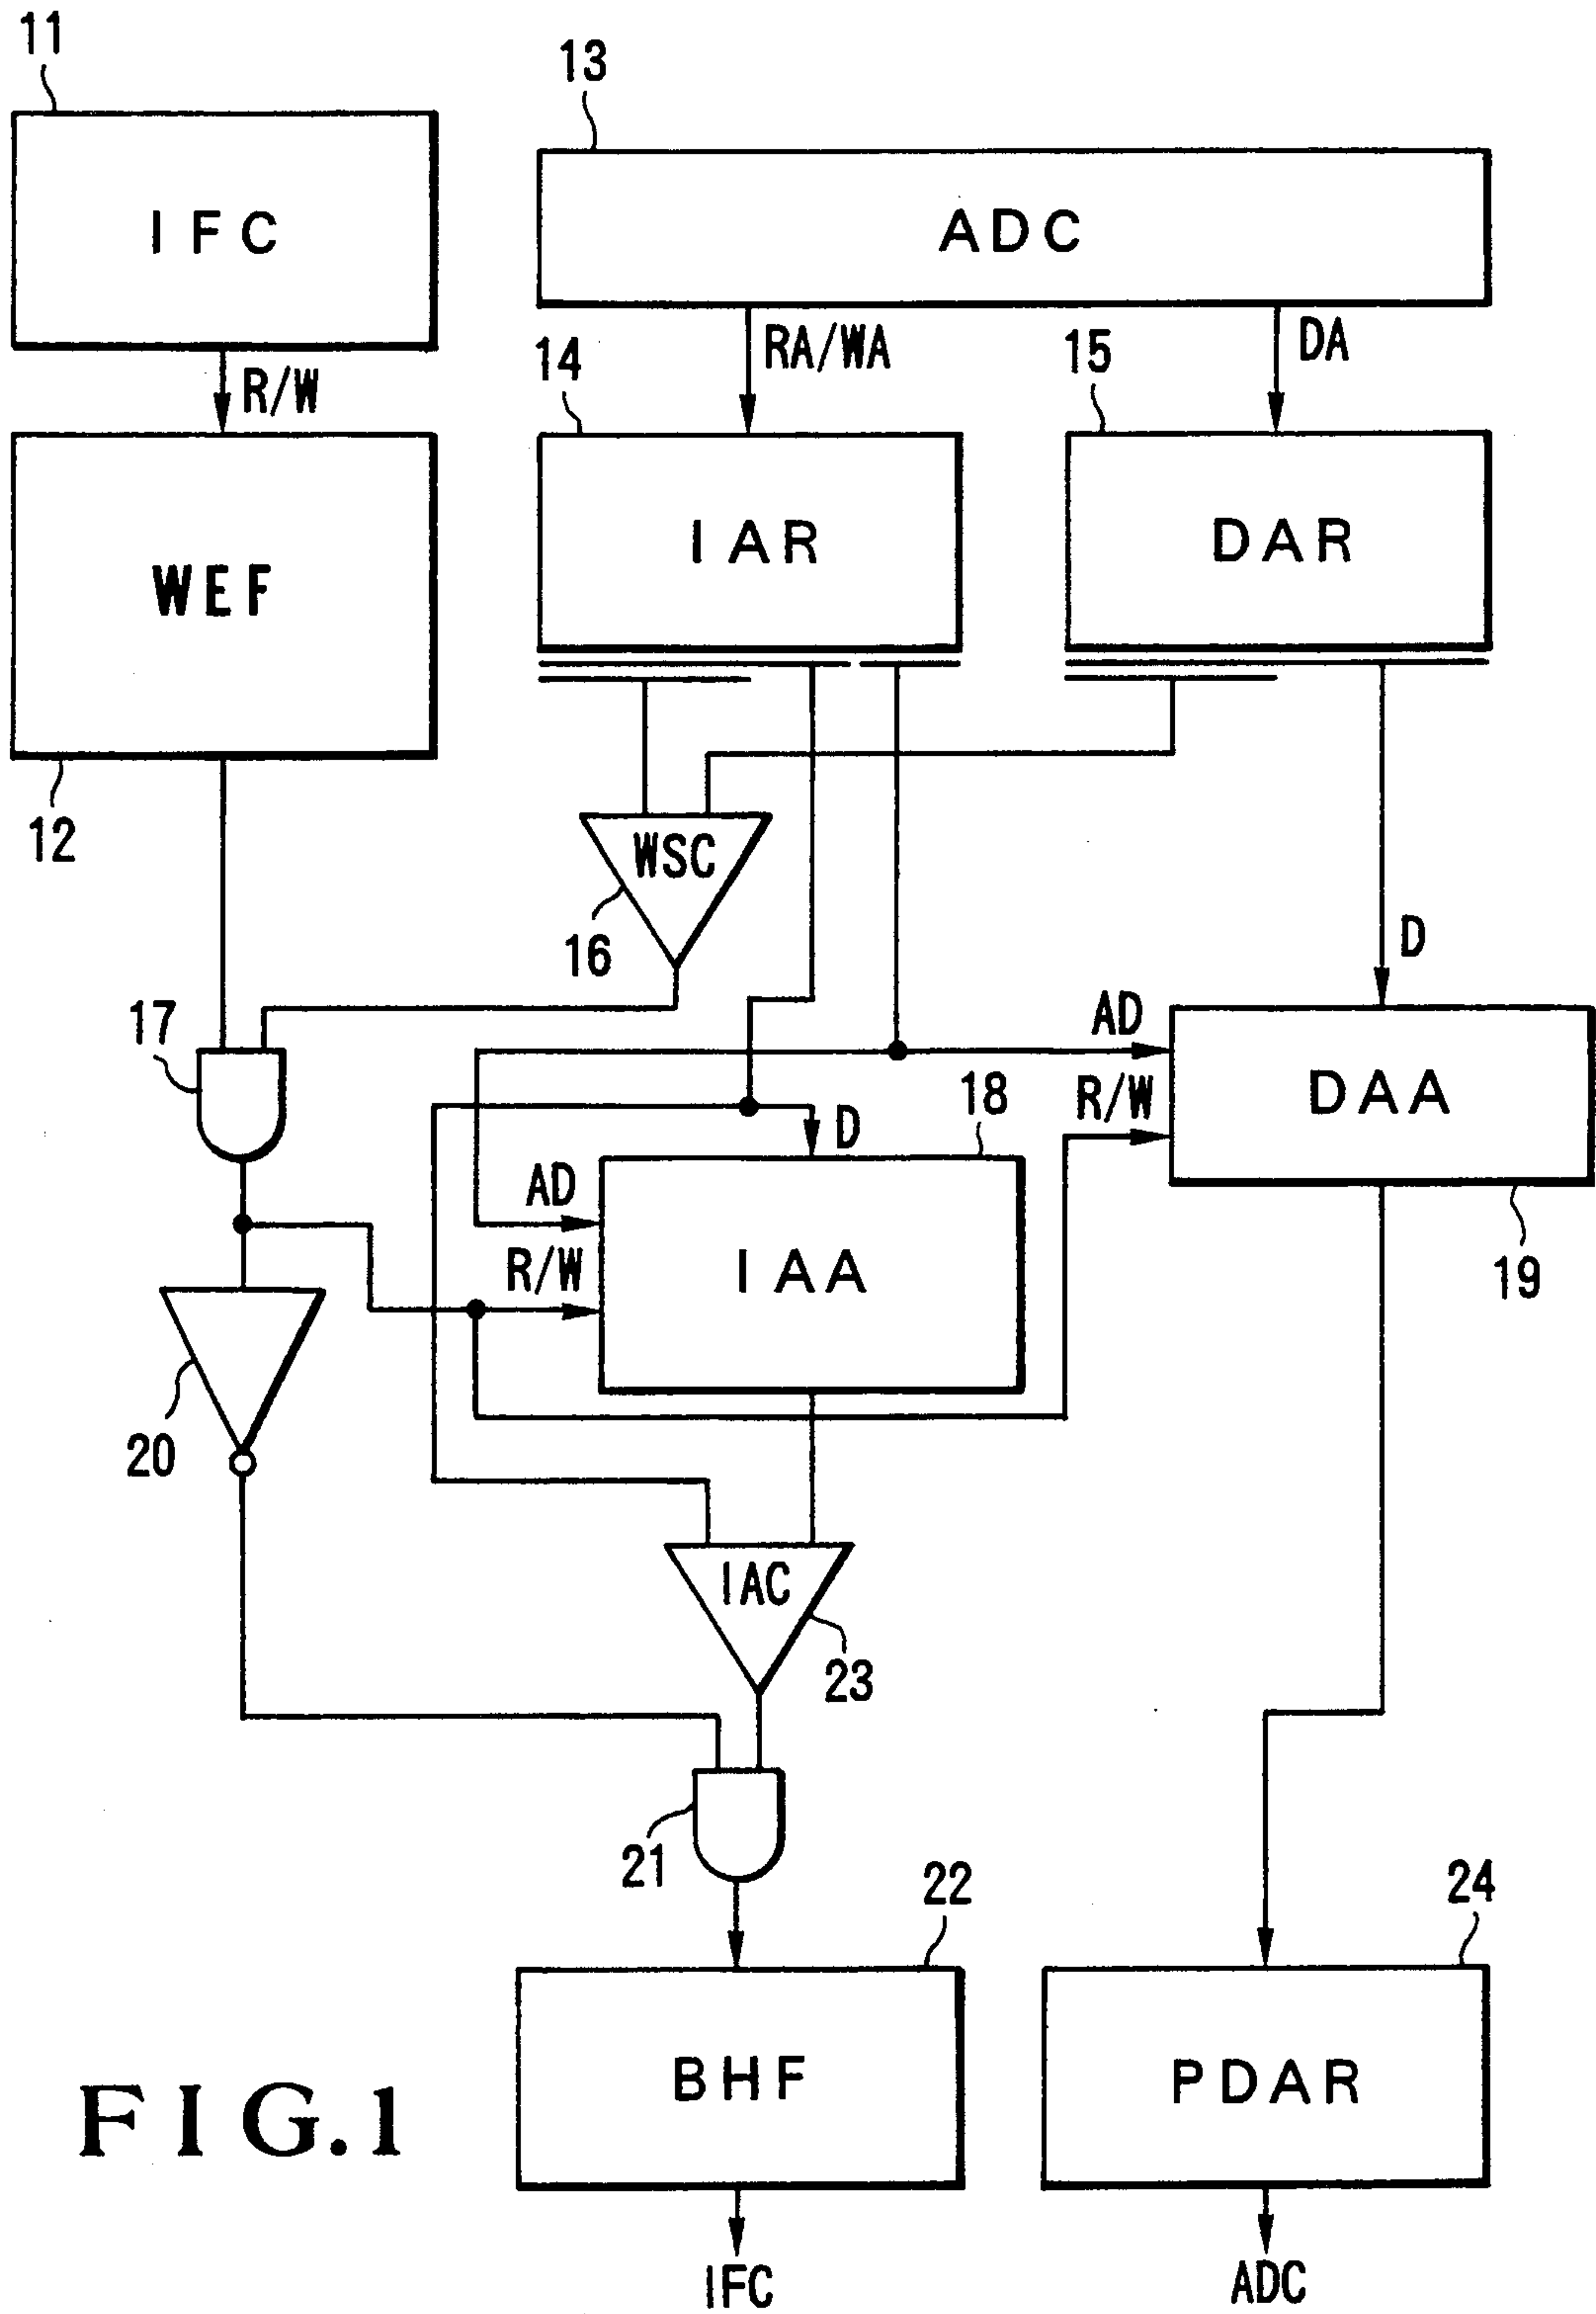 11
13
IFC
ADC
R/W
14
RA/WA
15
DA
WEF
IAR
DAR
12
WSC
16
D
17
AD
18
R/W
DAA
D
AD
R/W
IAA
19
20
IAC
23
21
22
24
BHF
PDAR
FIG.1
IFC
ADC